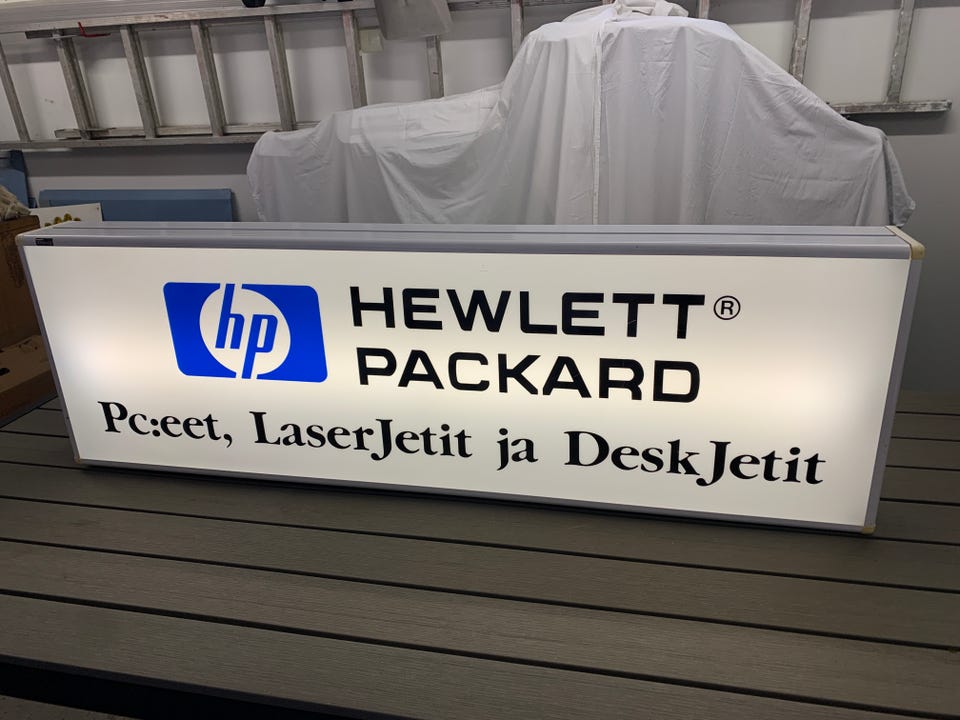 hp HEWLETT®
PACKARD
Pc:eet, LaserJetit ja DeskJetit